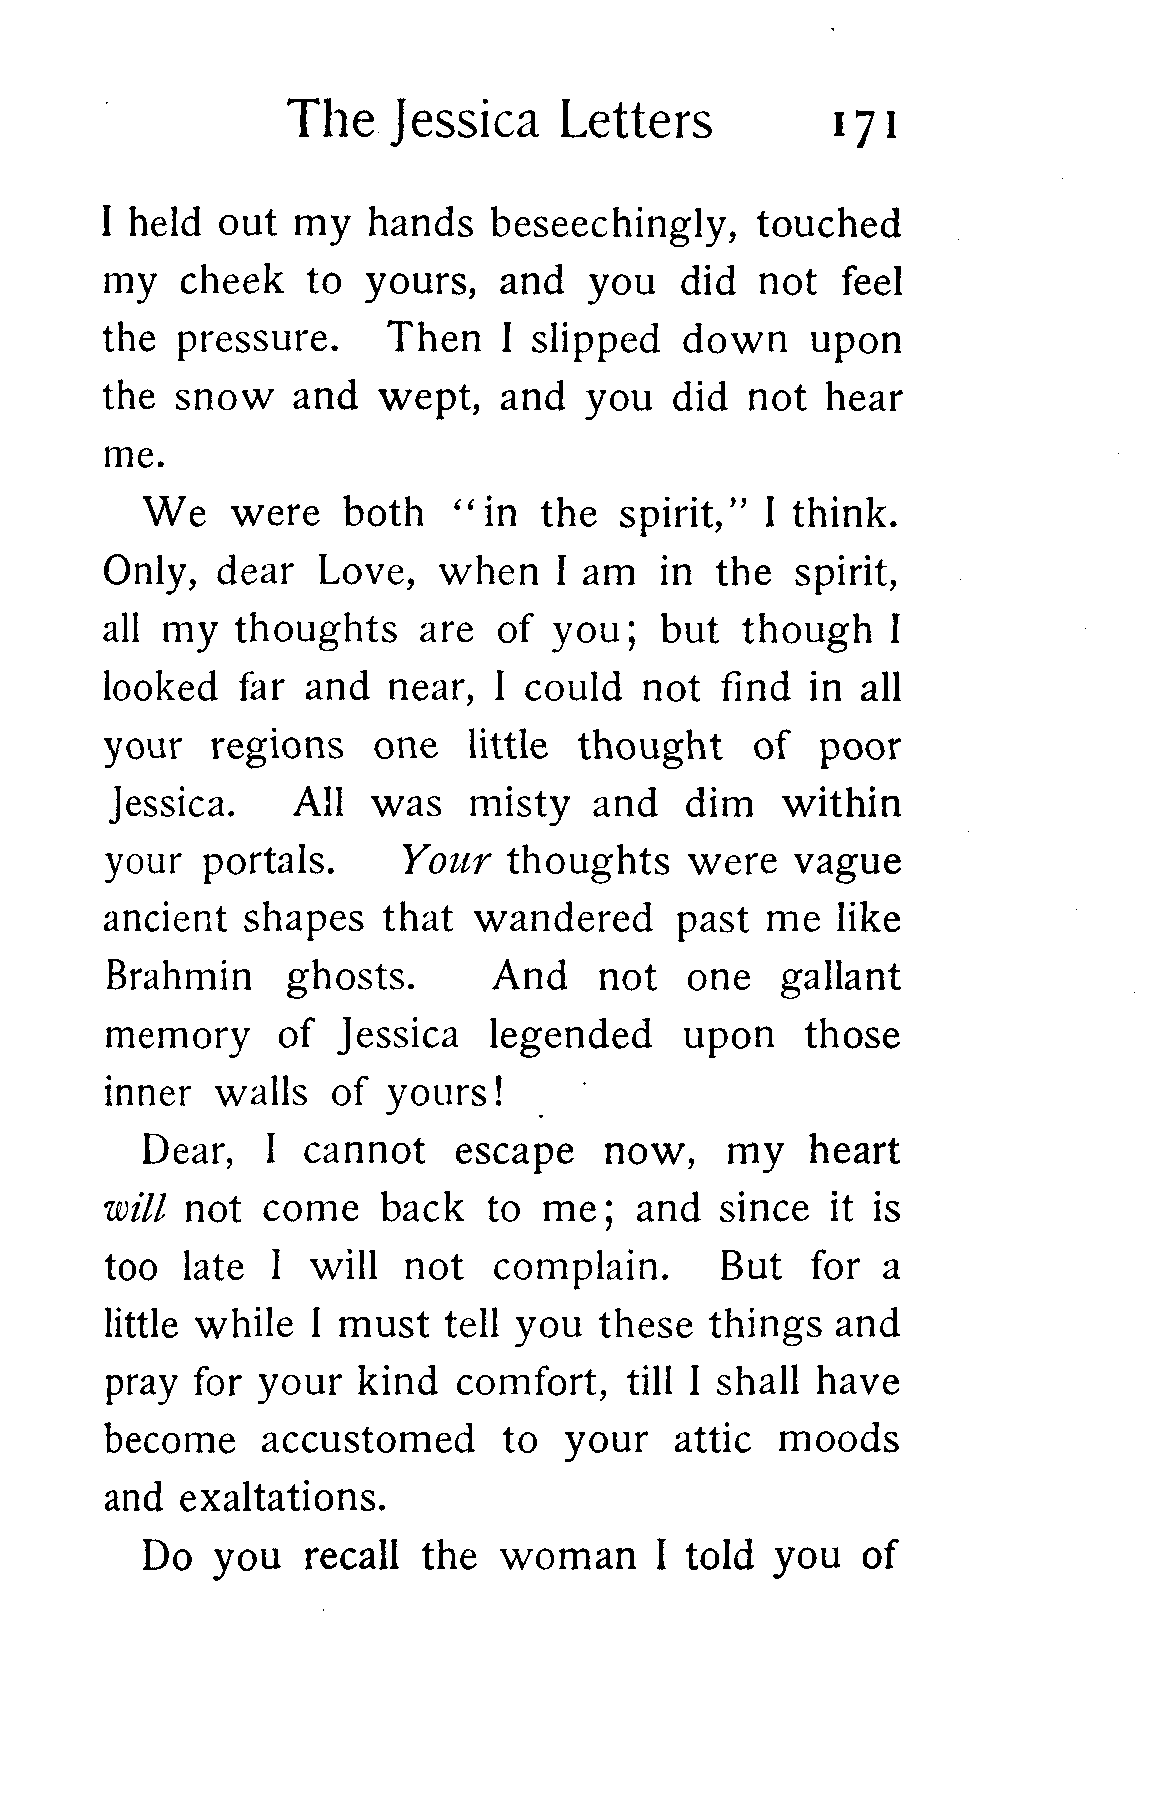 The Jessica Letters 171
I held out my hands beseechingly, touched
my cheek to yours, and you did not feel
the pressure. Then I slipped down upon
the snow and wept, and you did not hear
me.
We were both "in the spirit," I think.
Only, dear Love, when I am in the spirit,
all my thoughts are of you; but though I
looked far and near, I could not find in all
your regions one little thought of poor
Jessica. All was misty and dim within
your portals. Your thoughts were vague
ancient shapes that wandered past me like
Brahmin ghosts. And not one gallant
memory of Jessica legended upon those
inner walls of yours!
Dear, I cannot escape now, my heart
will not come back to me; and since it is
too late I will not complain. But for a
little while I must tell you these things and
pray for your kind comfort, till I shall have
become accustomed to your attic moods
and exaltations.
Do you recall the woman I told you of